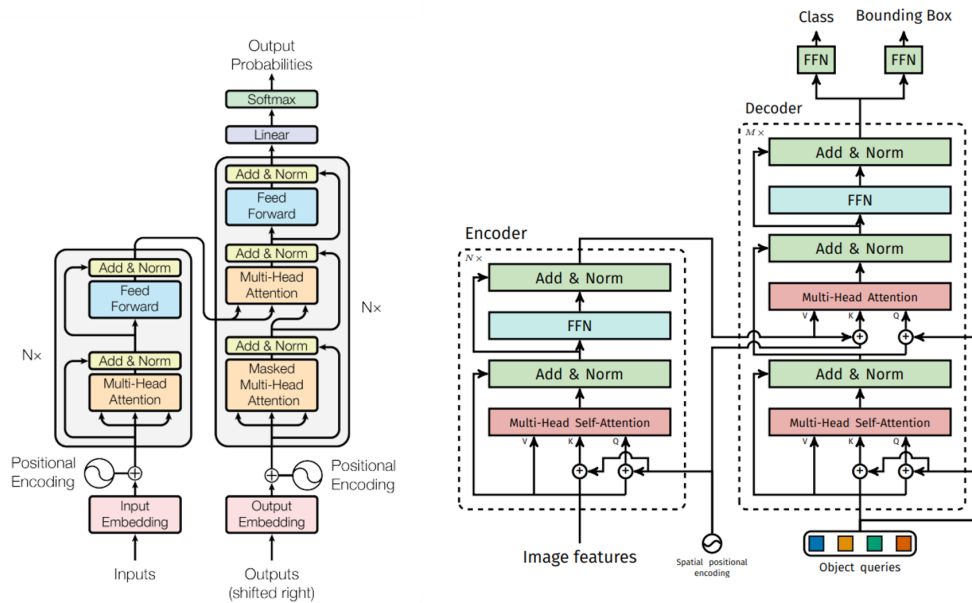 Output
Probabilities
Softmax
Linear
Add & Norm
Feed
Forward
Add & Norm
Multi-Head
Attention
Add & Norm
Masked
Multi-Head
Attention
N×
Add & Norm
Feed
Forward
N×
Add & Norm
Multi-Head
Attention
Positional
Encoding
Positional
Encoding
Input
Embedding
Output
Embedding
Inputs
Outputs
(shifted right)
Encoder
N×
Add & Norm
FFN
Add & Norm
Multi-Head Self-Attention
V K Q
Image features
Spatial positional
encoding
Class
Bounding Box
FFN
FFN
Decoder
M×
Add & Norm
FFN
Add & Norm
Multi-Head Attention
V K Q
Add & Norm
Multi-Head Self-Attention
V K Q
Object queries